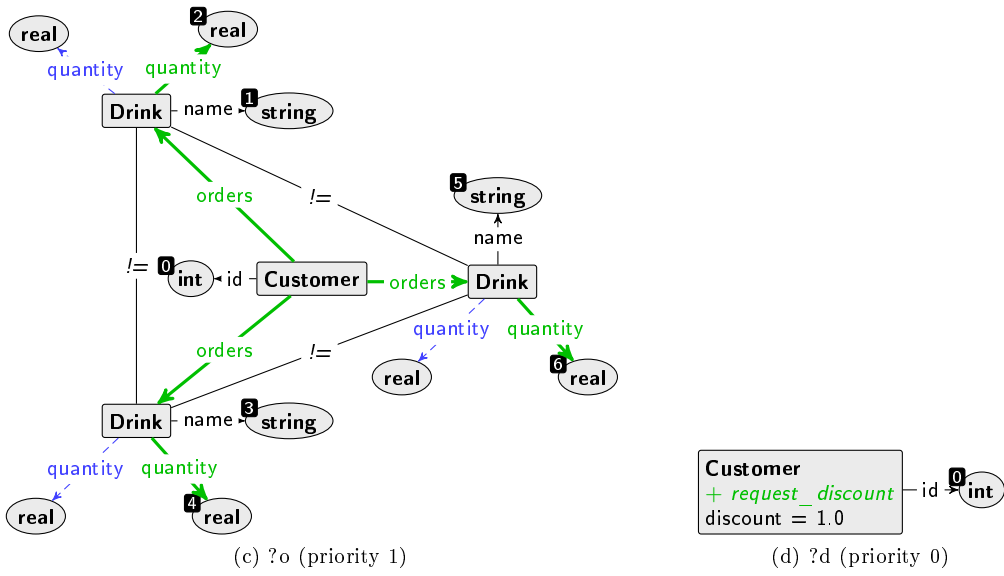 2
real
real
quantity
quantity
1
Drink
name
string
5
string
orders
!=
name
!=
0
int
id
Customer
orders
Drink
quantity
quantity
orders
!=
6
real
real
3
Drink
name
string
quantity
quantity
4
real
real
Customer
+ request_discount
discount = 1.0
id
0
int
(c) ?o (priority 1)
(d) ?d (priority 0)